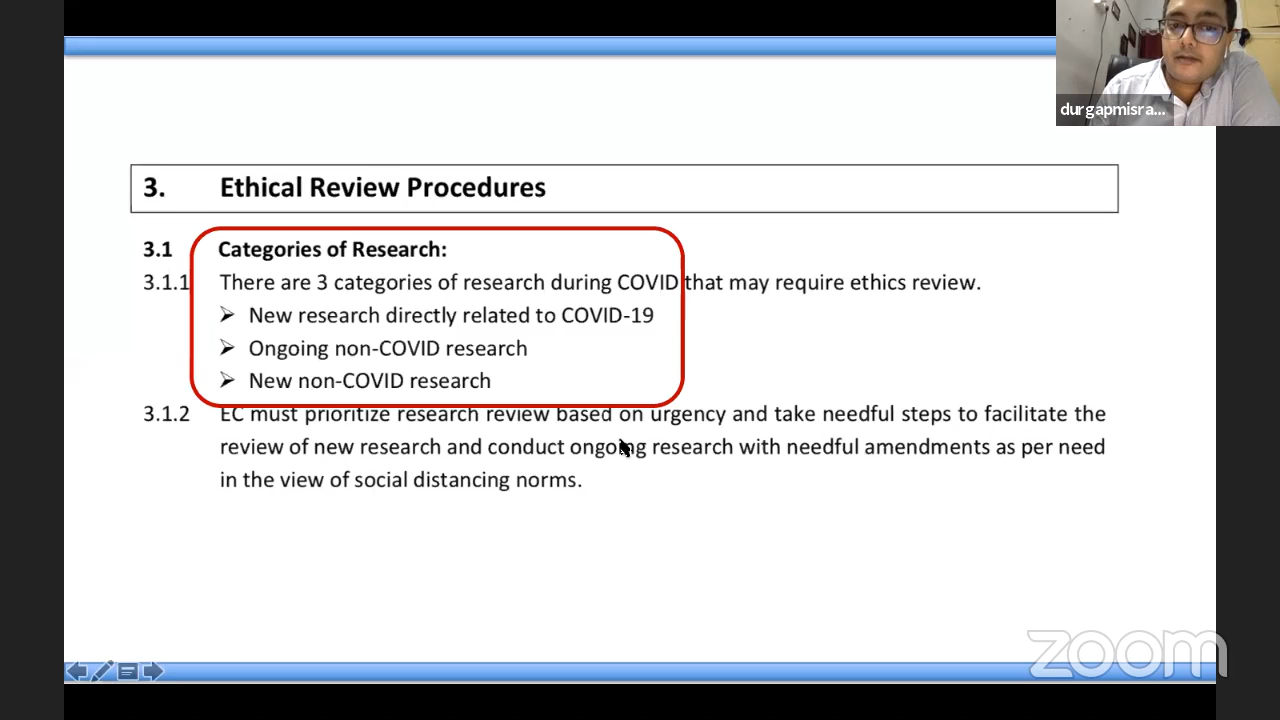 durgapmisra...
3. Ethical Review Procedures
3.1 Categories of Research:
3.1.1 There are 3 categories of research during COVID that may require ethics review.
➢ New research directly related to COVID-19
➢ Ongoing non-COVID research
➢ New non-COVID research
3.1.2 EC must prioritize research review based on urgency and take needful steps to facilitate the
review of new research and conduct ongoing research with needful amendments as per need
in the view of social distancing norms.
zoom